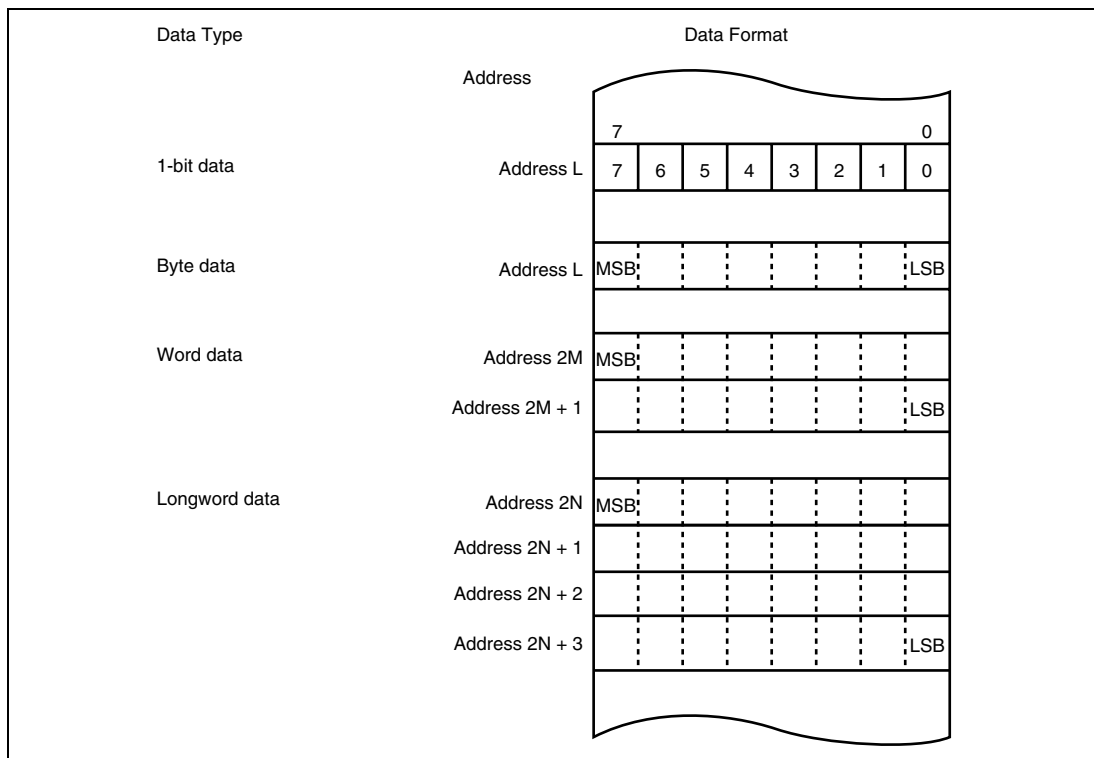 Data Type Data Format
Address
7 0
1-bit data Address L 7 6 5 4 3 2 1 0
Byte data Address L MSB LSB
Word data Address 2M MSB
Address 2M + 1 LSB
Longword data Address 2N MSB
Address 2N + 1
Address 2N + 2
Address 2N + 3 LSB